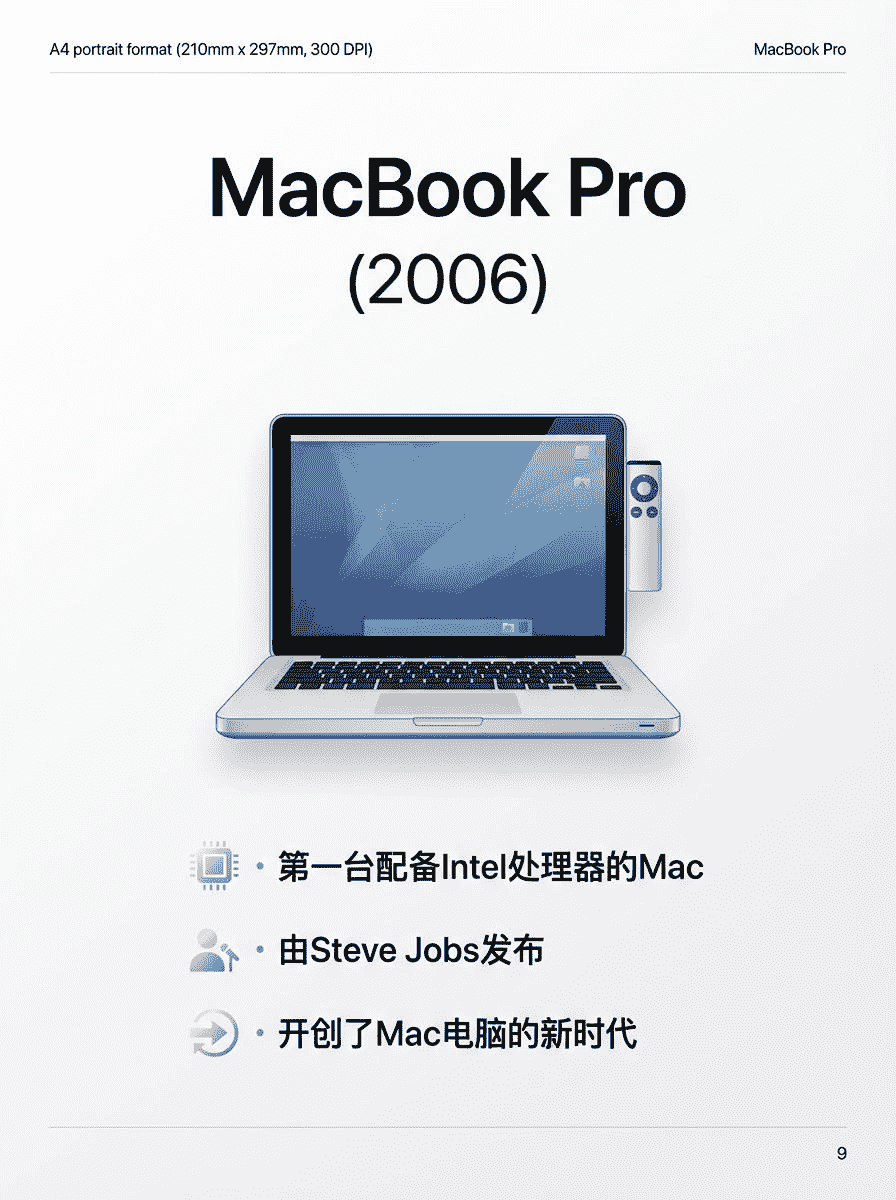 A4 portrait format (210mm x 297mm, 300 DPI)
MacBook Pro
MacBook Pro
(2006)
• 第一台配备Intel处理器的Mac
• 由Steve Jobs发布
• 开创了Mac电脑的新时代
9